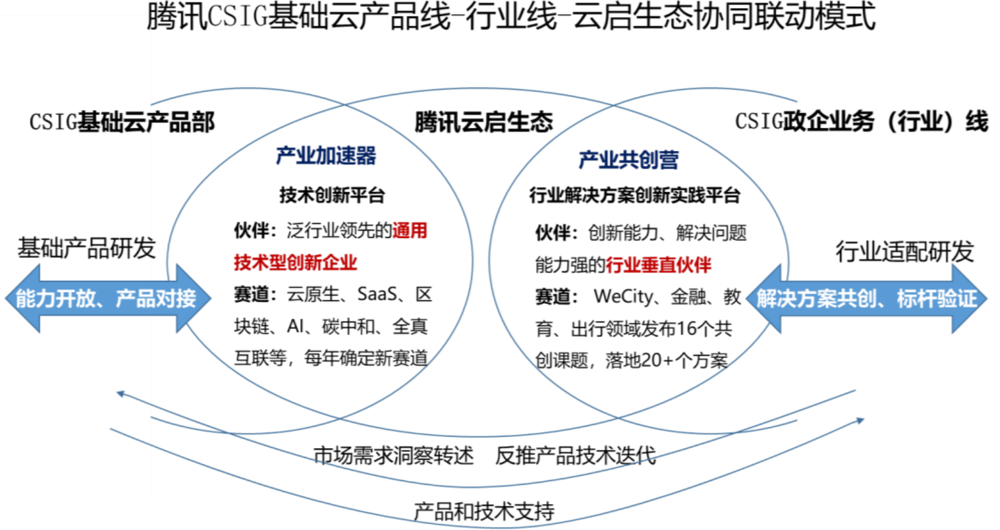 腾讯CSIG基础云产品线-行业线-云启生态协同联动模式
CSIG基础云产品部
腾讯云启生态
CSIG政企业务（行业）线
产业加速器
技术创新平台
伙伴：泛行业领先的通用
技术型创新企业
赛道：云原生、SaaS、区
块链、AI、碳中和、全真
互联等，每年确定新赛道
产业共创营
行业解决方案创新实践平台
伙伴：创新能力、解决问题
能力强的行业垂直伙伴
赛道： WeCity、金融、教
育、出行领域发布16个共
创课题，落地20+个方案
基础产品研发
能力开放、产品对接
行业适配研发
解决方案共创、标杆验证
市场需求洞察转述 反推产品技术迭代
产品和技术支持